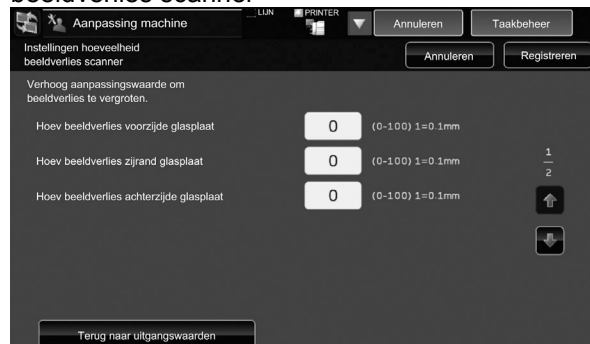 beeldverlies scanner
Aanpassing machine
LIJN
PRINTER
Annuleren
Taakbeheer
Instellingen hoeveelheid
beeldverlies scanner
Annuleren
Registreren
Verhoog aanpassingswaarde om
beeldverlies te vergroten.
Hoev beeldverlies voorzijde glasplaat 0 (0-100) 1=0.1mm
Hoev beeldverlies zijrand glasplaat 0 (0-100) 1=0.1mm
Hoev beeldverlies achterzijde glasplaat 0 (0-100) 1=0.1mm
1
2
Terug naar uitgangswaarden